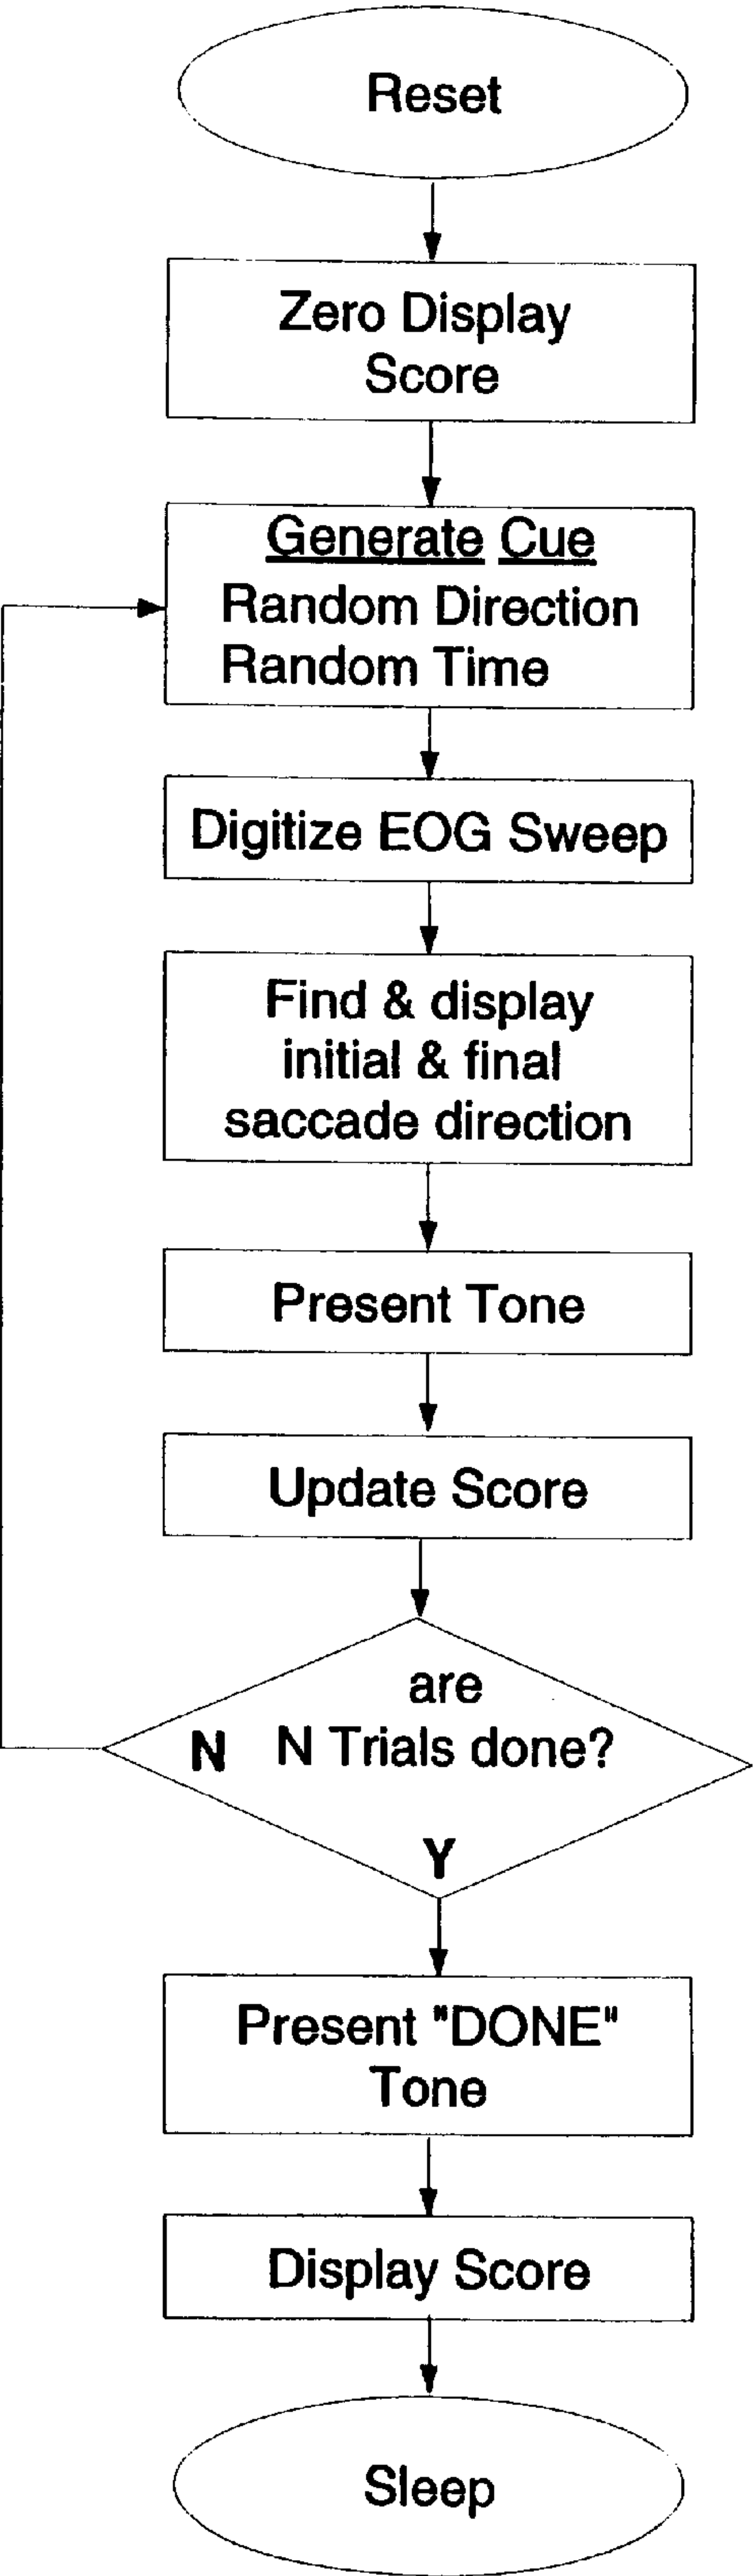 Reset
Zero Display
Score
Generate Cue
Random Direction
Random Time
Digitize EOG Sweep
Find & display
initial & final
saccade direction
Present Tone
Update Score
are
N N Trials done?
Y
Present "DONE"
Tone
Display Score
Sleep